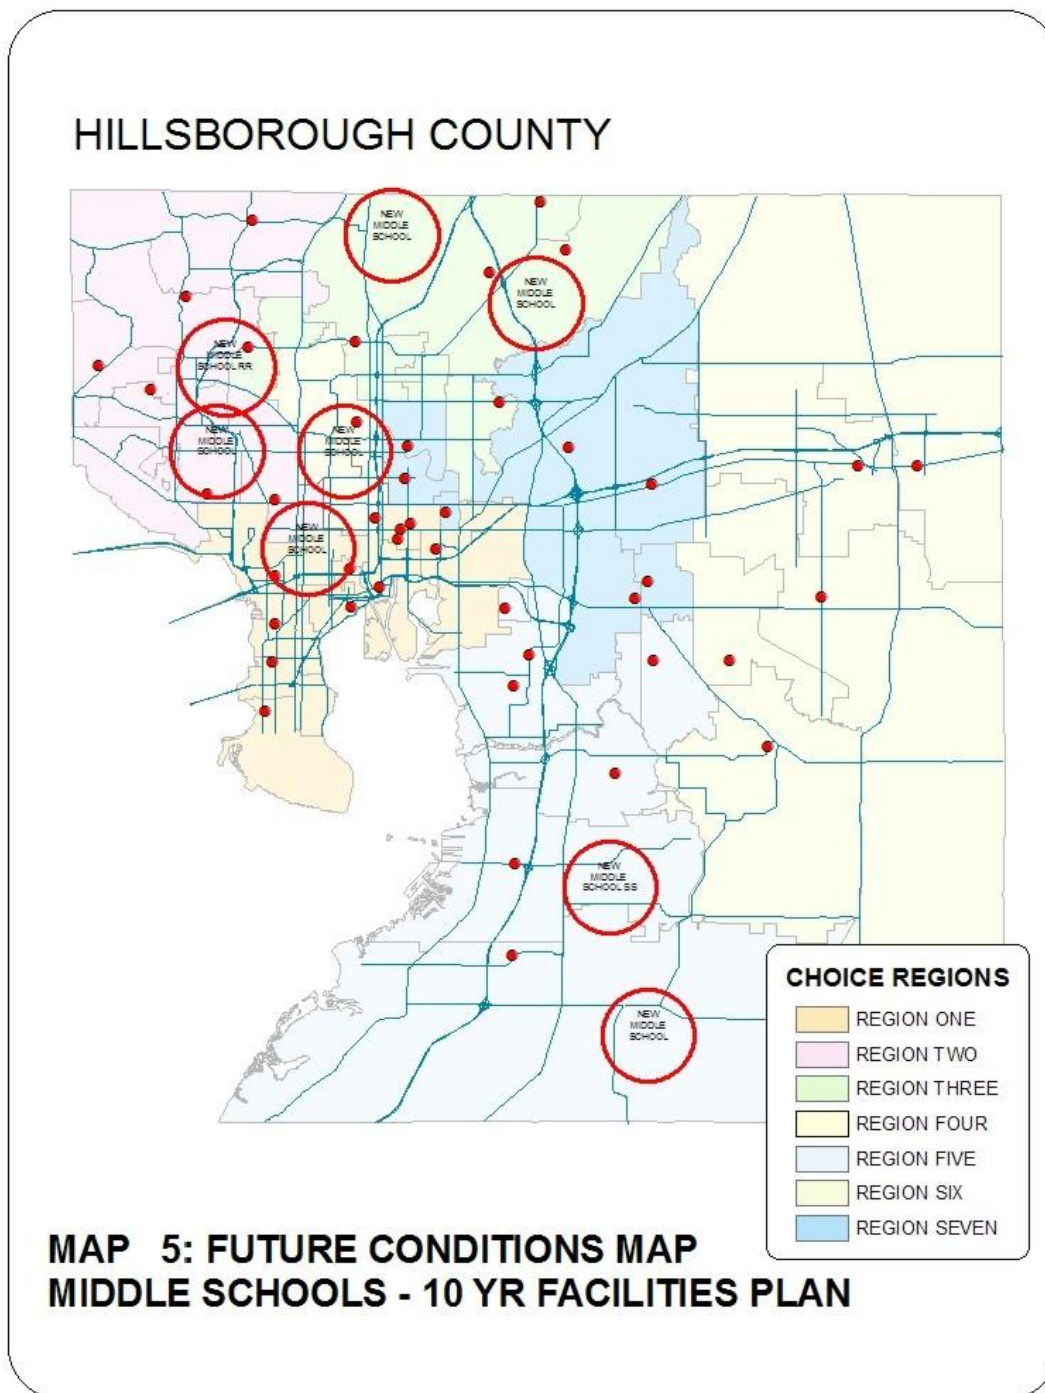 HILLSBOROUGH COUNTY
NEW
MIDDLE
SCHOOL
NEW
MIDDLE
SCHOOL
NEW
MIDDLE
SCHOOL RR
NEW
MIDDLE
SCHOOL
NEW
MIDDLE
SCHOOL
NEW
MIDDLE
SCHOOL
NEW
MIDDLE
SCHOOL SS
NEW
MIDDLE
SCHOOL
CHOICE REGIONS
REGION ONE
REGION TWO
REGION THREE
REGION FOUR
REGION FIVE
REGION SIX
REGION SEVEN
MAP 5: FUTURE CONDITIONS MAP
MIDDLE SCHOOLS - 10 YR FACILITIES PLAN